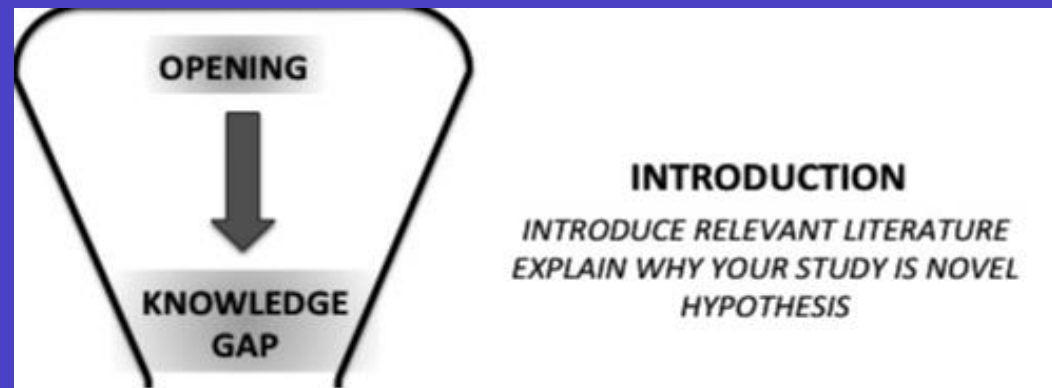 OPENING
KNOWLEDGE
GAP
INTRODUCTION
INTRODUCE RELEVANT LITERATURE
EXPLAIN WHY YOUR STUDY IS NOVEL
HYPOTHESIS